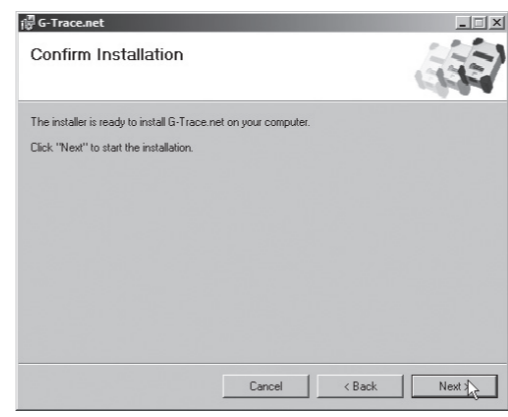 G-Trace.net
Confirm Installation
The installer is ready to install G-Trace.net on your computer.
Click "Next" to start the installation.
Cancel
< Back
Next >